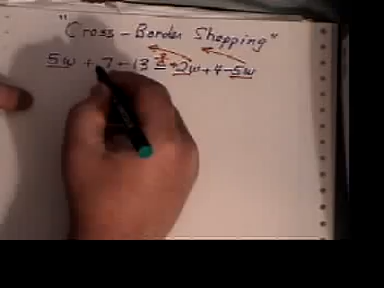 "Cross-Border Shopping"
5w + 7 - 13 + 2w + 4 - 5w